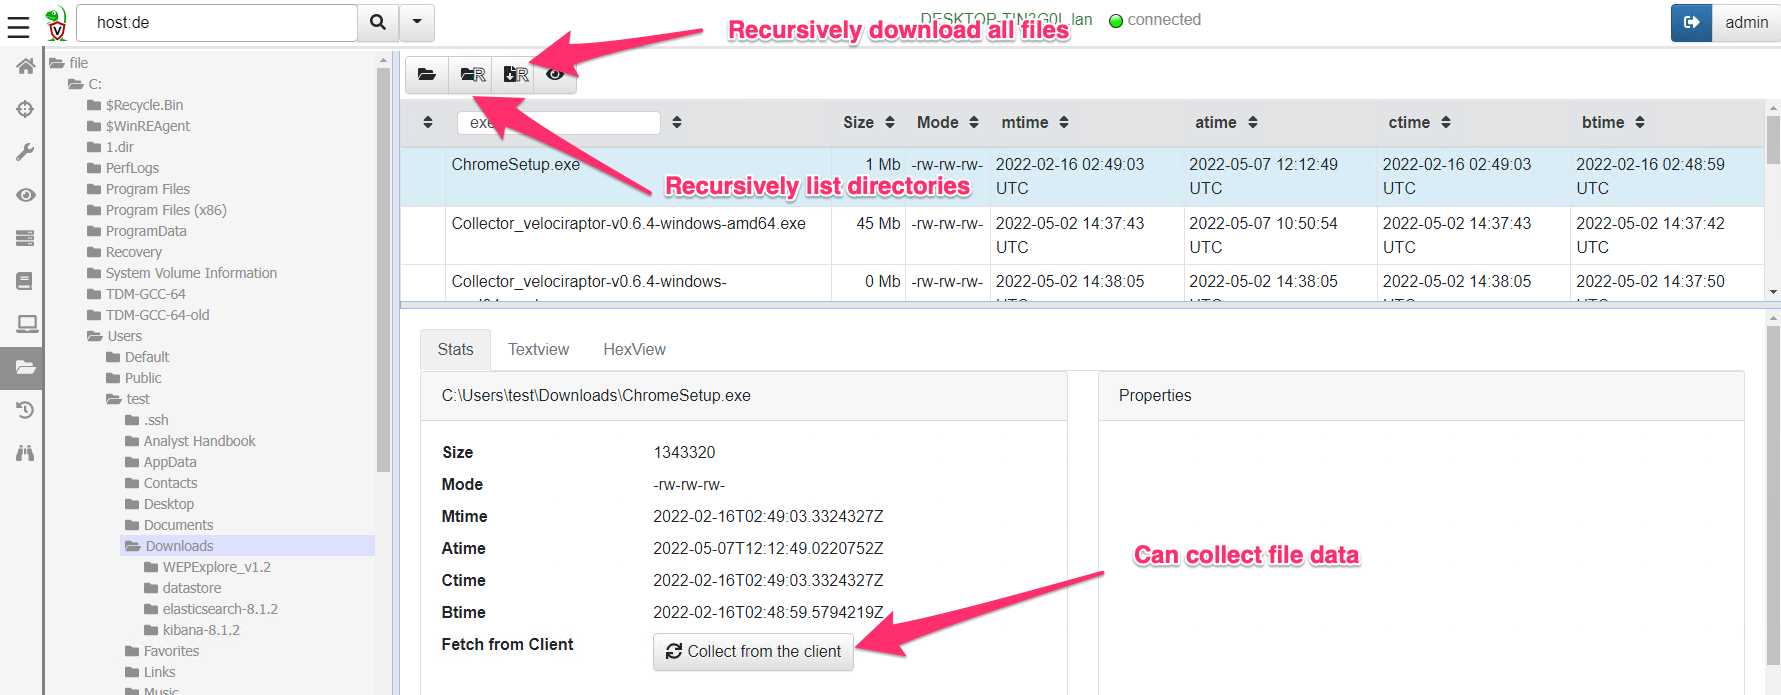 host:de
DESKTOP-TIN3G0L.lan connected
admin
Recursively download all files
file
C:
$Recycle.Bin
$WinREAgent
1.dir
PerfLogs
Program Files
Program Files (x86)
ProgramData
Recovery
System Volume Information
TDM-GCC-64
TDM-GCC-64-old
Users
Default
Public
test
.ssh
Analyst Handbook
AppData
Contacts
Desktop
Documents
Downloads
WEPExplore_v1.2
datastore
elasticsearch-8.1.2
kibana-8.1.2
Favorites
Links
Music
R R
exe Size Mode mtime atime ctime btime
ChromeSetup.exe 1 Mb -rw-rw-rw- 2022-02-16 02:49:03 UTC 2022-05-07 12:12:49 UTC 2022-02-16 02:49:03 UTC 2022-02-16 02:48:59 UTC
Recursively list directories
Collector_velociraptor-v0.6.4-windows-amd64.exe 45 Mb -rw-rw-rw- 2022-05-02 14:37:43 UTC 2022-05-07 10:50:54 UTC 2022-05-02 14:37:43 UTC 2022-05-02 14:37:42 UTC
Collector_velociraptor-v0.6.4-windows- 0 Mb -rw-rw-rw- 2022-05-02 14:38:05 2022-05-02 14:38:05 2022-05-02 14:38:05 2022-05-02 14:37:50
Stats Textview HexView
C:\Users\test\Downloads\ChromeSetup.exe
Properties
Size 1343320
Mode -rw-rw-rw-
Mtime 2022-02-16T02:49:03.3324327Z
Atime 2022-05-07T12:12:49.0220752Z
Ctime 2022-02-16T02:49:03.3324327Z
Btime 2022-02-16T02:48:59.5794219Z
Fetch from Client Collect from the client
Can collect file data